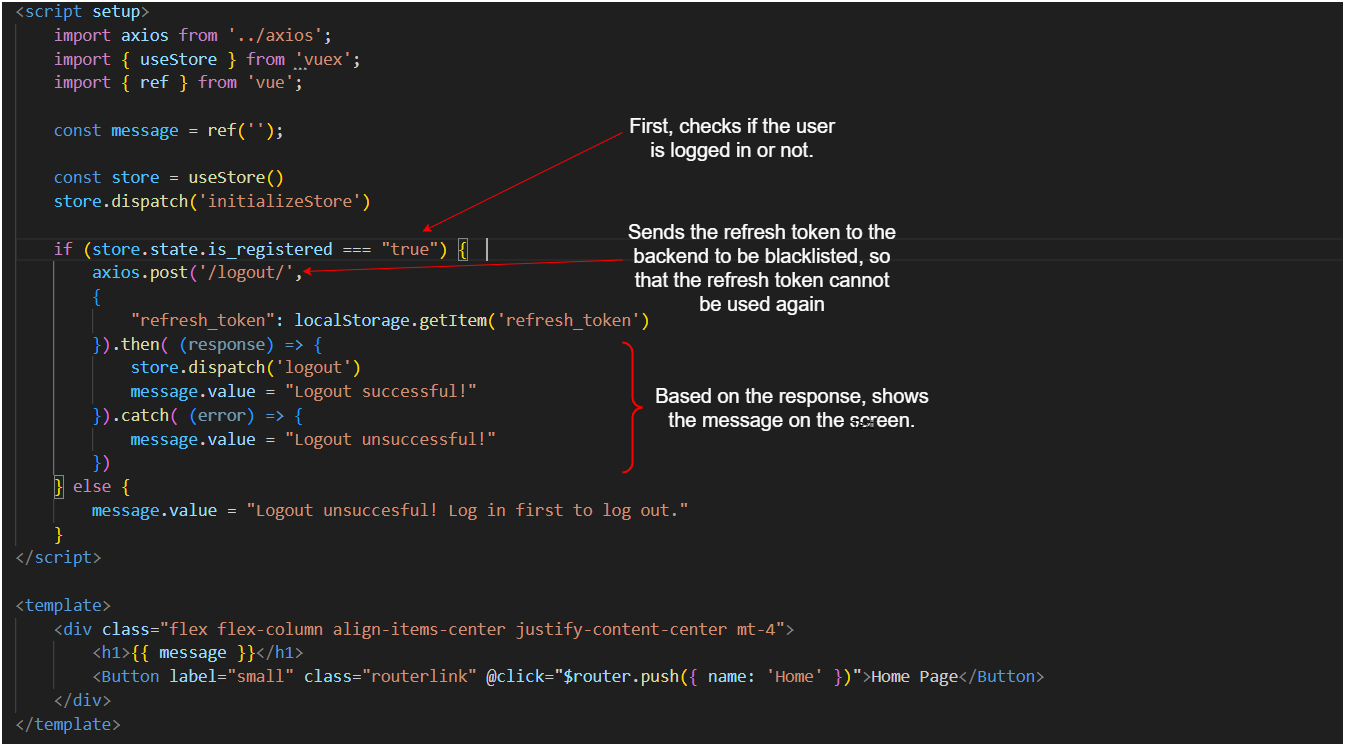 <script setup>
    import axios from '../axios';
    import { useStore } from 'vuex';
    import { ref } from 'vue';

    const message = ref('');

    const store = useStore()
    store.dispatch('initializeStore')

    if (store.state.is_registered === "true") {
        axios.post('/logout/',
        {
            "refresh_token": localStorage.getItem('refresh_token')
        }).then( (response) => {
            store.dispatch('logout')
            message.value = "Logout successful!"
        }).catch( (error) => {
            message.value = "Logout unsuccessful!"
        })
    } else {
        message.value = "Logout unsuccesful! Log in first to log out."
    }
</script>

<template>
    <div class="flex flex-column align-items-center justify-content-center mt-4">
        <h1>{{ message }}</h1>
        <Button label="small" class="routerlink" @click="$router.push({ name: 'Home' })">Home Page</Button>
    </div>
</template>
First, checks if the user
is logged in or not.
Sends the refresh token to the
backend to be blacklisted, so
that the refresh token cannot
be used again
Based on the response, shows
the message on the screen.